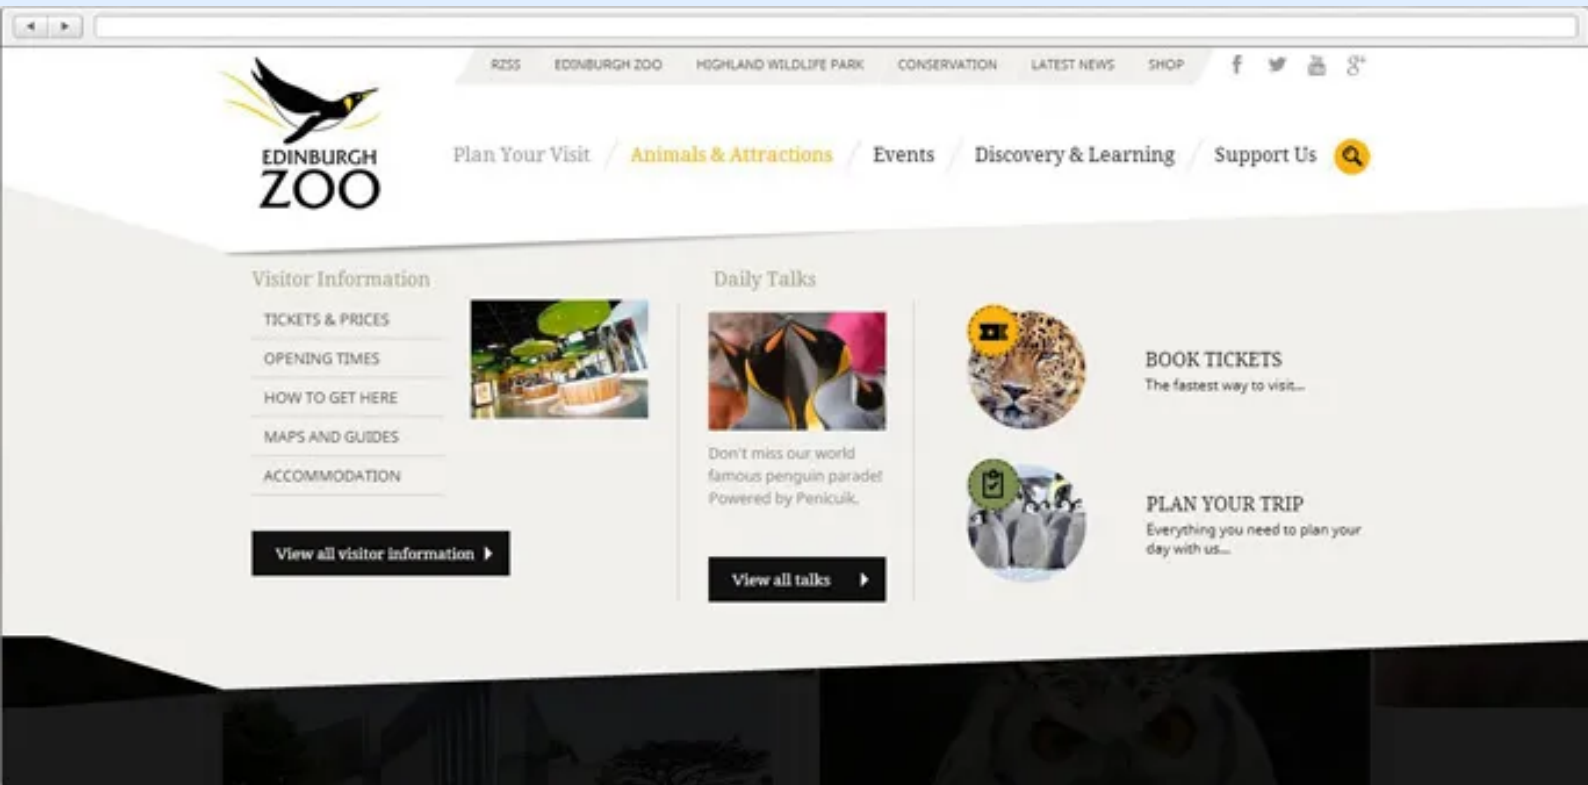 RZSS EDINBURGH ZOO HIGHLAND WILDLIFE PARK CONSERVATION LATEST NEWS SHOP
EDINBURGH
ZOO
Plan Your Visit Animals & Attractions Events Discovery & Learning Support Us
Visitor Information
TICKETS & PRICES
OPENING TIMES
HOW TO GET HERE
MAPS AND GUIDES
ACCOMMODATION
View all visitor information
Daily Talks
Don't miss our world
famous penguin parade!
Powered by Penicuik.
View all talks
BOOK TICKETS
The fastest way to visit...
PLAN YOUR TRIP
Everything you need to plan your
day with us...